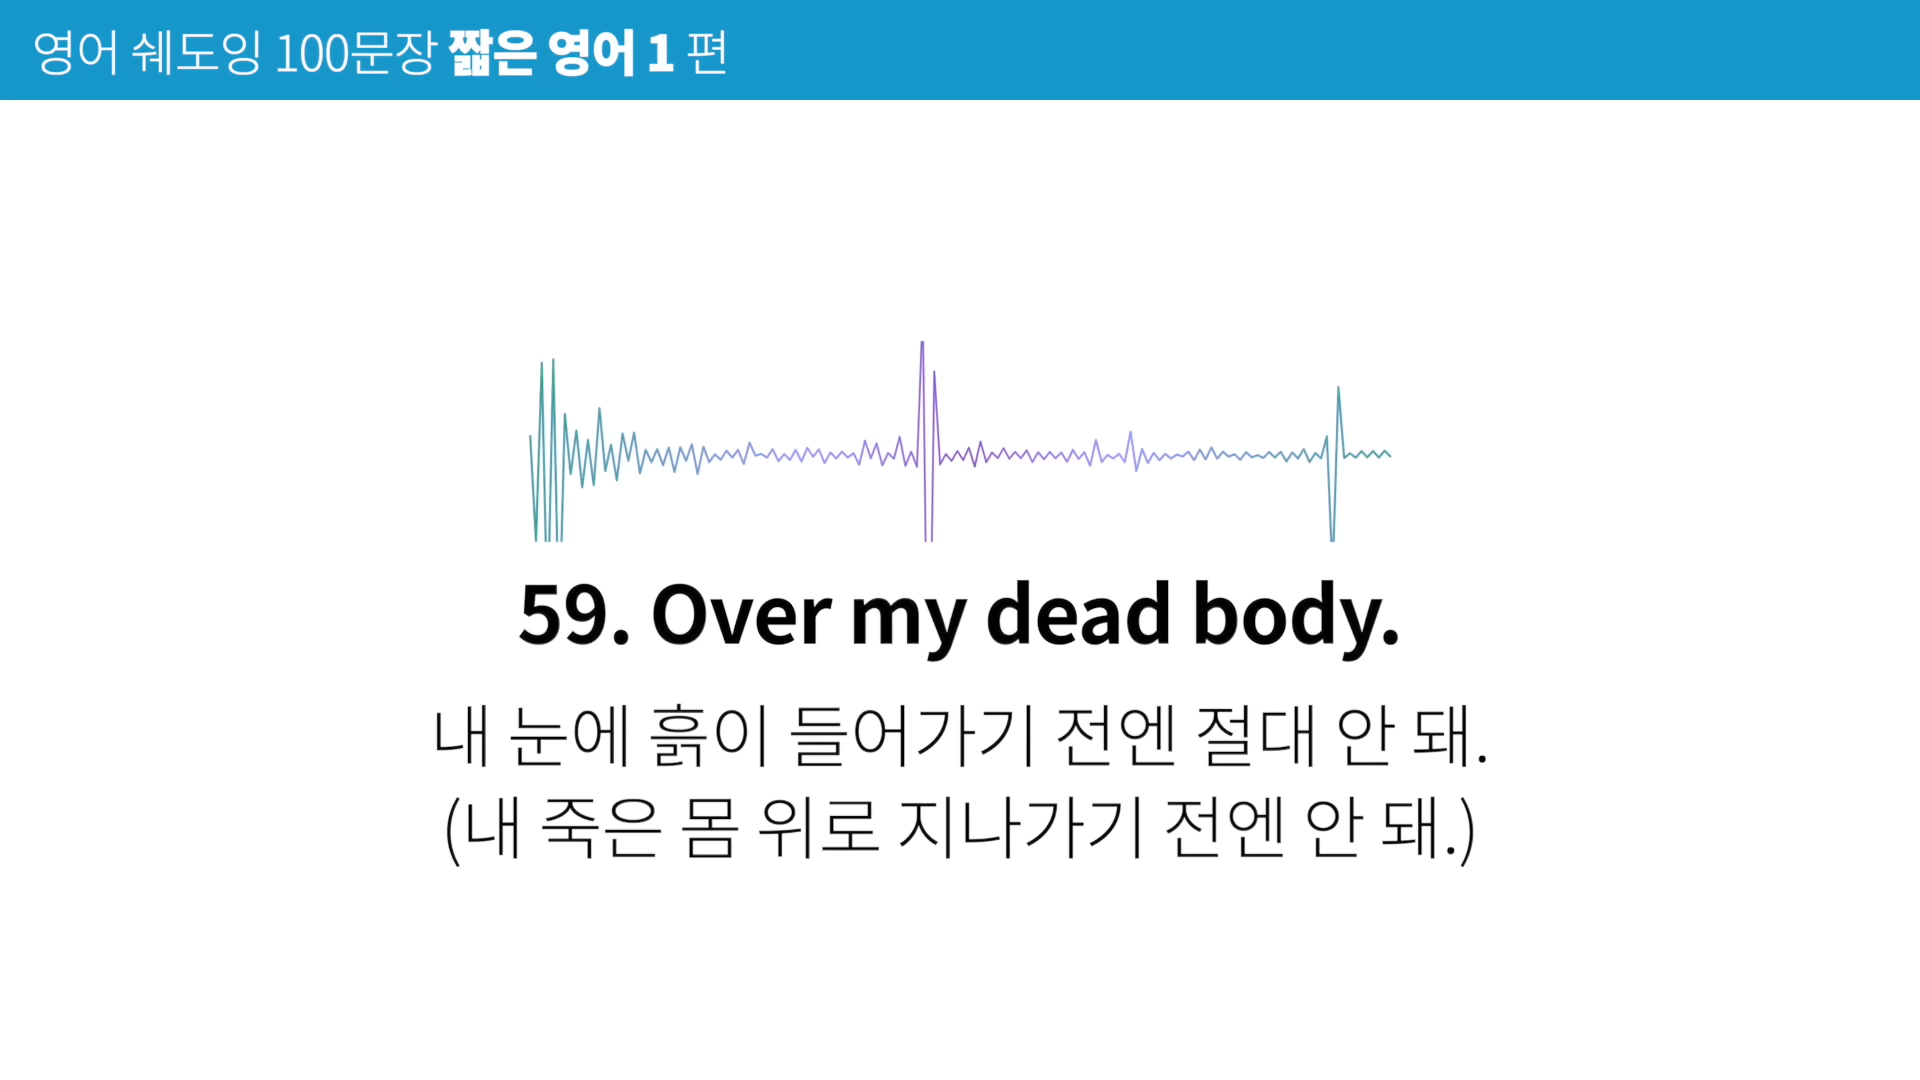 영어 쉐도잉 100문장 짧은 영어 1 편
59. Over my dead body.
내 눈에 흙이 들어가기 전엔 절대 안 돼.
(내 죽은 몸 위로 지나가기 전엔 안 돼.)